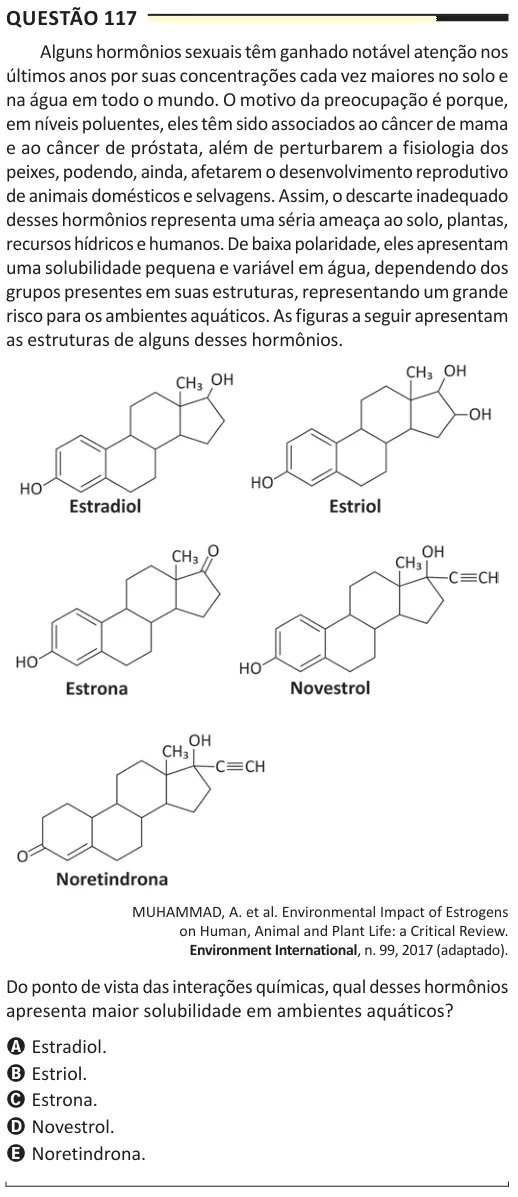 QUESTÃO 117
Alguns hormônios sexuais têm ganhado notável atenção nos
últimos anos por suas concentrações cada vez maiores no solo e
na água em todo o mundo. O motivo da preocupação é porque,
em níveis poluentes, eles têm sido associados ao câncer de mama
e ao câncer de próstata, além de perturbarem a fisiologia dos
peixes, podendo, ainda, afetarem o desenvolvimento reprodutivo
de animais domésticos e selvagens. Assim, o descarte inadequado
desses hormônios representa uma séria ameaça ao solo, plantas,
recursos hídricos e humanos. De baixa polaridade, eles apresentam
uma solubilidade pequena e variável em água, dependendo dos
grupos presentes em suas estruturas, representando um grande
risco para os ambientes aquáticos. As figuras a seguir apresentam
as estruturas de alguns desses hormônios.
CH₃ OH
HO
Estradiol
CH₃ OH
OH
HO
Estriol
CH₃ O
HO
Estrona
OH
CH₃ C≡CH
HO
Novestrol
OH
CH₃ C≡CH
O
Noretindrona
MUHAMMAD, A. et al. Environmental Impact of Estrogens
on Human, Animal and Plant Life: a Critical Review.
Environment International, n. 99, 2017 (adaptado).
Do ponto de vista das interações químicas, qual desses hormônios
apresenta maior solubilidade em ambientes aquáticos?
A Estradiol.
B Estriol.
C Estrona.
D Novestrol.
E Noretindrona.